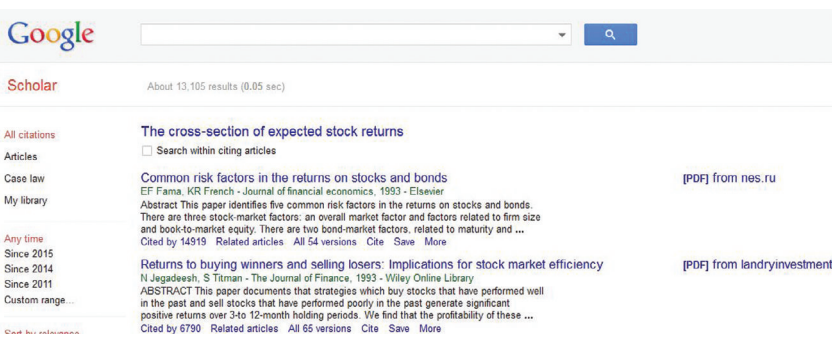 Google
Scholar
About 13,105 results (0.05 sec)
All citations
Articles
Case law
My library
Any time
Since 2015
Since 2014
Since 2011
Custom range...
Sort by relevance
The cross-section of expected stock returns
Search within citing articles
Common risk factors in the returns on stocks and bonds
[PDF] from nes.ru
EF Fama, KR French - Journal of financial economics, 1993 - Elsevier
Abstract This paper identifies five common risk factors in the returns on stocks and bonds.
There are three stock-market factors: an overall market factor and factors related to firm size
and book-to-market equity. There are two bond-market factors, related to maturity and ...
Cited by 14919 Related articles All 54 versions Cite Save More
Returns to buying winners and selling losers: Implications for stock market efficiency
[PDF] from landryinvestment
N Jegadeesh, S Titman - The Journal of Finance, 1993 - Wiley Online Library
ABSTRACT This paper documents that strategies which buy stocks that have performed well
in the past and sell stocks that have performed poorly in the past generate significant
positive returns over 3-to 12-month holding periods. We find that the profitability of these ...
Cited by 6790 Related articles All 65 versions Cite Save More